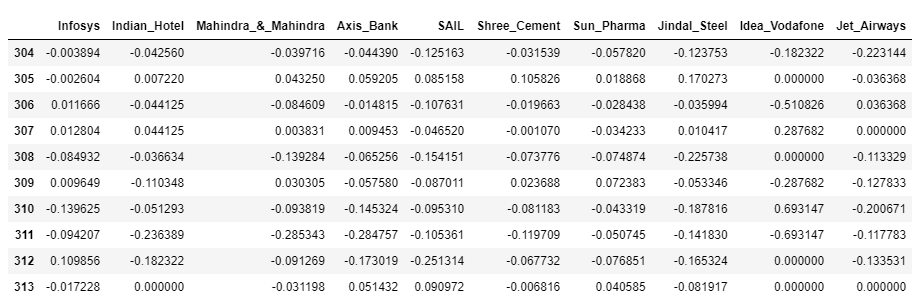 Infosys Indian_Hotel Mahindra_&_Mahindra Axis_Bank SAIL Shree_Cement Sun_Pharma Jindal_Steel Idea_Vodafone Jet_Airways
304 -0.003894 -0.042560 -0.039716 -0.044390 -0.125163 -0.031539 -0.057820 -0.123753 -0.182322 -0.223144
305 -0.002604 0.007220 0.043250 0.059205 0.085158 0.105826 0.018868 0.170273 0.000000 -0.036368
306 0.011666 -0.044125 -0.084609 -0.014815 -0.107631 -0.019663 -0.028438 -0.035994 -0.510826 0.036368
307 0.012804 0.044125 0.003831 0.009453 -0.046520 -0.001070 -0.034233 0.010417 0.287682 0.000000
308 -0.084932 -0.036634 -0.139284 -0.065256 -0.154151 -0.073776 -0.074874 -0.225738 0.000000 -0.113329
309 0.009649 -0.110348 0.030305 -0.057580 -0.087011 0.023688 0.072383 -0.053346 -0.287682 -0.127833
310 -0.139625 -0.051293 -0.093819 -0.145324 -0.095310 -0.081183 -0.043319 -0.187816 0.693147 -0.200671
311 -0.094207 -0.236389 -0.285343 -0.284757 -0.105361 -0.119709 -0.050745 -0.141830 -0.693147 -0.117783
312 0.109856 -0.182322 -0.091269 -0.173019 -0.251314 -0.067732 -0.076851 -0.165324 0.000000 -0.133531
313 -0.017228 0.000000 -0.031198 0.051432 0.090972 -0.006816 0.040585 -0.081917 0.000000 0.000000